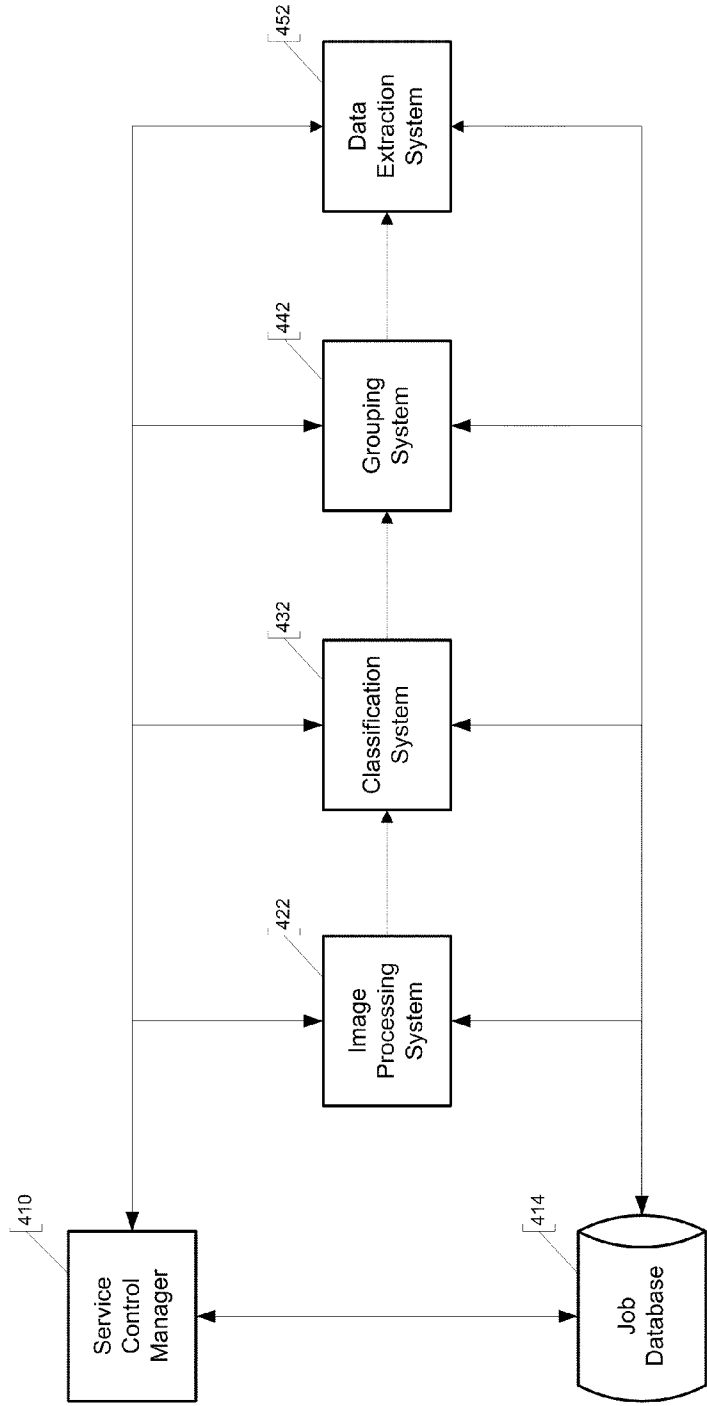 410
Service
Control
Manager
414
Job
Database
422
Image
Processing
System
432
Classification
System
442
Grouping
System
452
Data
Extraction
System